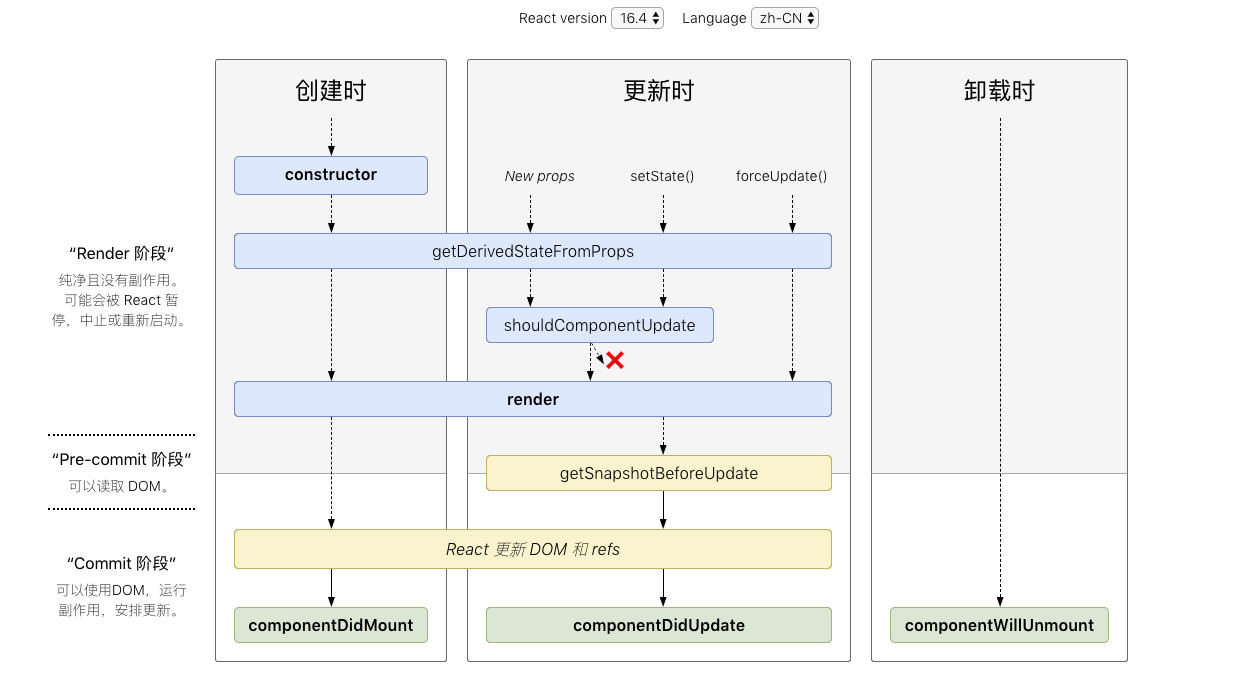 React version 16.4 Language zh-CN
创建时 更新时 卸载时
constructor
New props setState() forceUpdate()
“Render 阶段”
纯净且没有副作用。
可能会被 React 暂
停，中止或重新启动。
getDerivedStateFromProps
shouldComponentUpdate
render
“Pre-commit 阶段”
可以读取 DOM。
getSnapshotBeforeUpdate
React 更新 DOM 和 refs
“Commit 阶段”
可以使用DOM，运行
副作用，安排更新。
componentDidMount componentDidUpdate componentWillUnmount